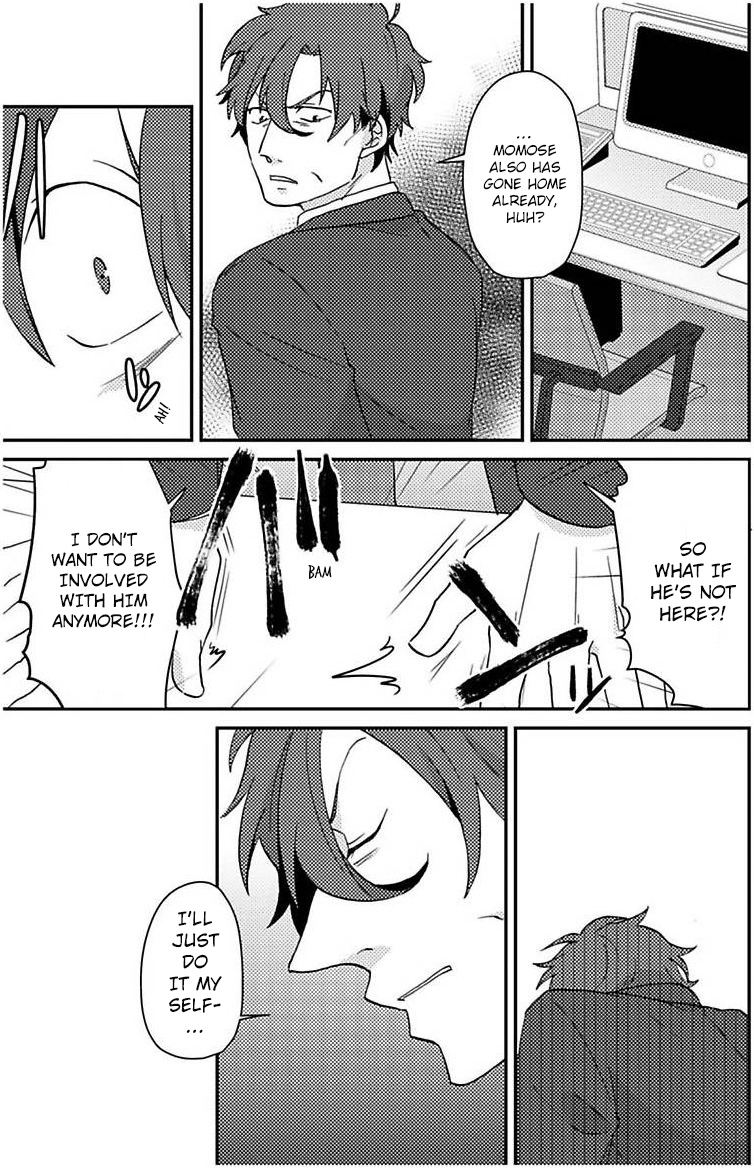 ...
MOMOSE
ALSO HAS
GONE HOME
ALREADY,
HUH?
AH!
SO
WHAT IF
HE'S NOT
HERE?!
BAM
I DON'T
WANT TO BE
INVOLVED
WITH HIM
ANYMORE!!!
I'LL
JUST
DO
IT MY
SELF-
...